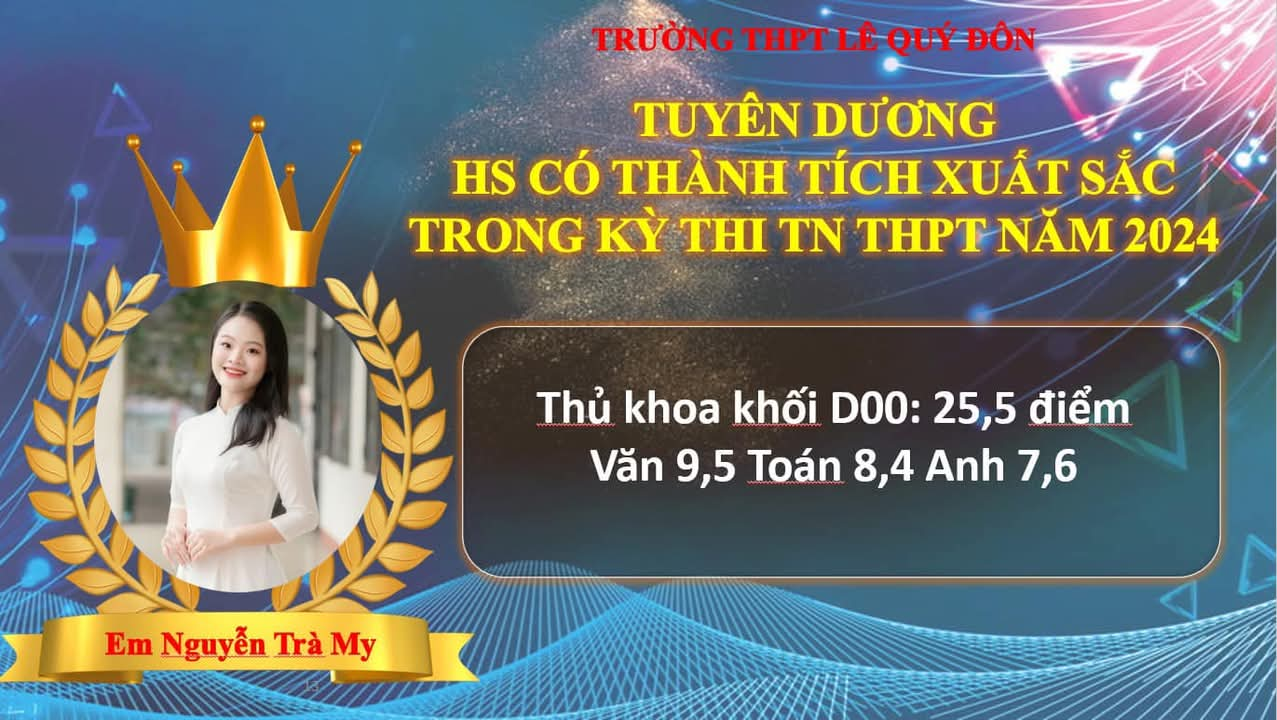 TRƯỜNG THPT LÊ QUÝ ĐÔN
TUYÊN DƯƠNG
HS CÓ THÀNH TÍCH XUẤT SẮC
TRONG KỲ THI TN THPT NĂM 2024
Thủ khoa khối D00: 25,5 điểm
Văn 9,5 Toán 8,4 Anh 7,6
Em Nguyễn Trà My
13